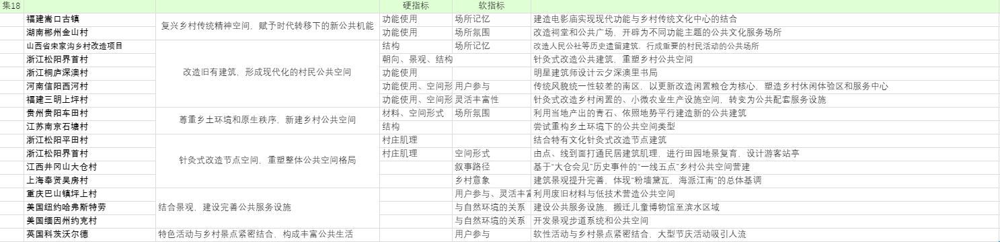 集18 硬指标 软指标
福建嵩口古镇 复兴乡村传统精神空间，赋予时代转移下的新公共机能 功能使用 场所记忆 建造电影庙实现现代功能与乡村传统文化中心的结合
湖南郴州金山村 功能使用 场所氛围 改造祠堂和公共广场，开辟为不同功能主题的公共文化服务场所
山西省宋家沟乡村改造项目 改造旧有建筑，形成现代化的村民公共空间 结构 场所记忆 改造人民公社等历史遗留建筑，行成重要的村民活动的公共场所
浙江松阳界首村 朝向、景观、结构 针灸式改造公共建筑，重塑乡村公共空间
浙江桐庐深澳村 功能使用 明星建筑师设计云夕深澳里书局
河南信阳西河村 功能使用、空间形 用户参与 传统风貌统一性较差的南区，以更新改造闲置粮仓为核心，塑造乡村休闲体验区和服务中心
福建三明上坪村 功能使用、空间形 灵活丰富性 针灸式改造乡村闲置的、小微农业生产设施空间，转变为公共配套服务设施
贵州贵阳车田村 尊重乡土环境和原生秩序，新建乡村公共空间 材料、空间形式 场所氛围 利用当地产出的青石、依照地势平行建造新的公共建筑
江苏南京石塘村 结构 尝试重构乡土环境下的公共空间类型
浙江松阳平田村 针灸式改造节点空间，重塑整体公共空间格局 村庄肌理 结合特有文化针灸式改造节点建筑
浙江松阳界首村 村庄肌理 空间形式 由点、线到面打通民居建筑肌理，进行田园地景复育，设计游客站亭
江西井冈山大仓村 叙事路径 基于“大仓会见”历史事件的“一线五点”乡村公共空间营建
上海奉贤吴房村 乡村意象 建筑景观提升完善，体现“粉墙黛瓦，海派江南”的总体基调
重庆巴山镇坪上村 结合景观，建设完善公共服务设施 用户参与、灵活丰富 利用废旧材料与低技术营造公共空间
美国纽约哈弗斯特劳 与自然环境的关系 建设公共服务设施，搬迁儿童博物馆至滨水区域
美国缅因州约克村 与自然环境的关系 开发景观步道系统和公共空间
英国科茨沃尔德 特色活动与乡村景点紧密结合，构成丰富公共生活 用户参与 软性活动与乡村景点紧密结合，大型节庆活动吸引人流